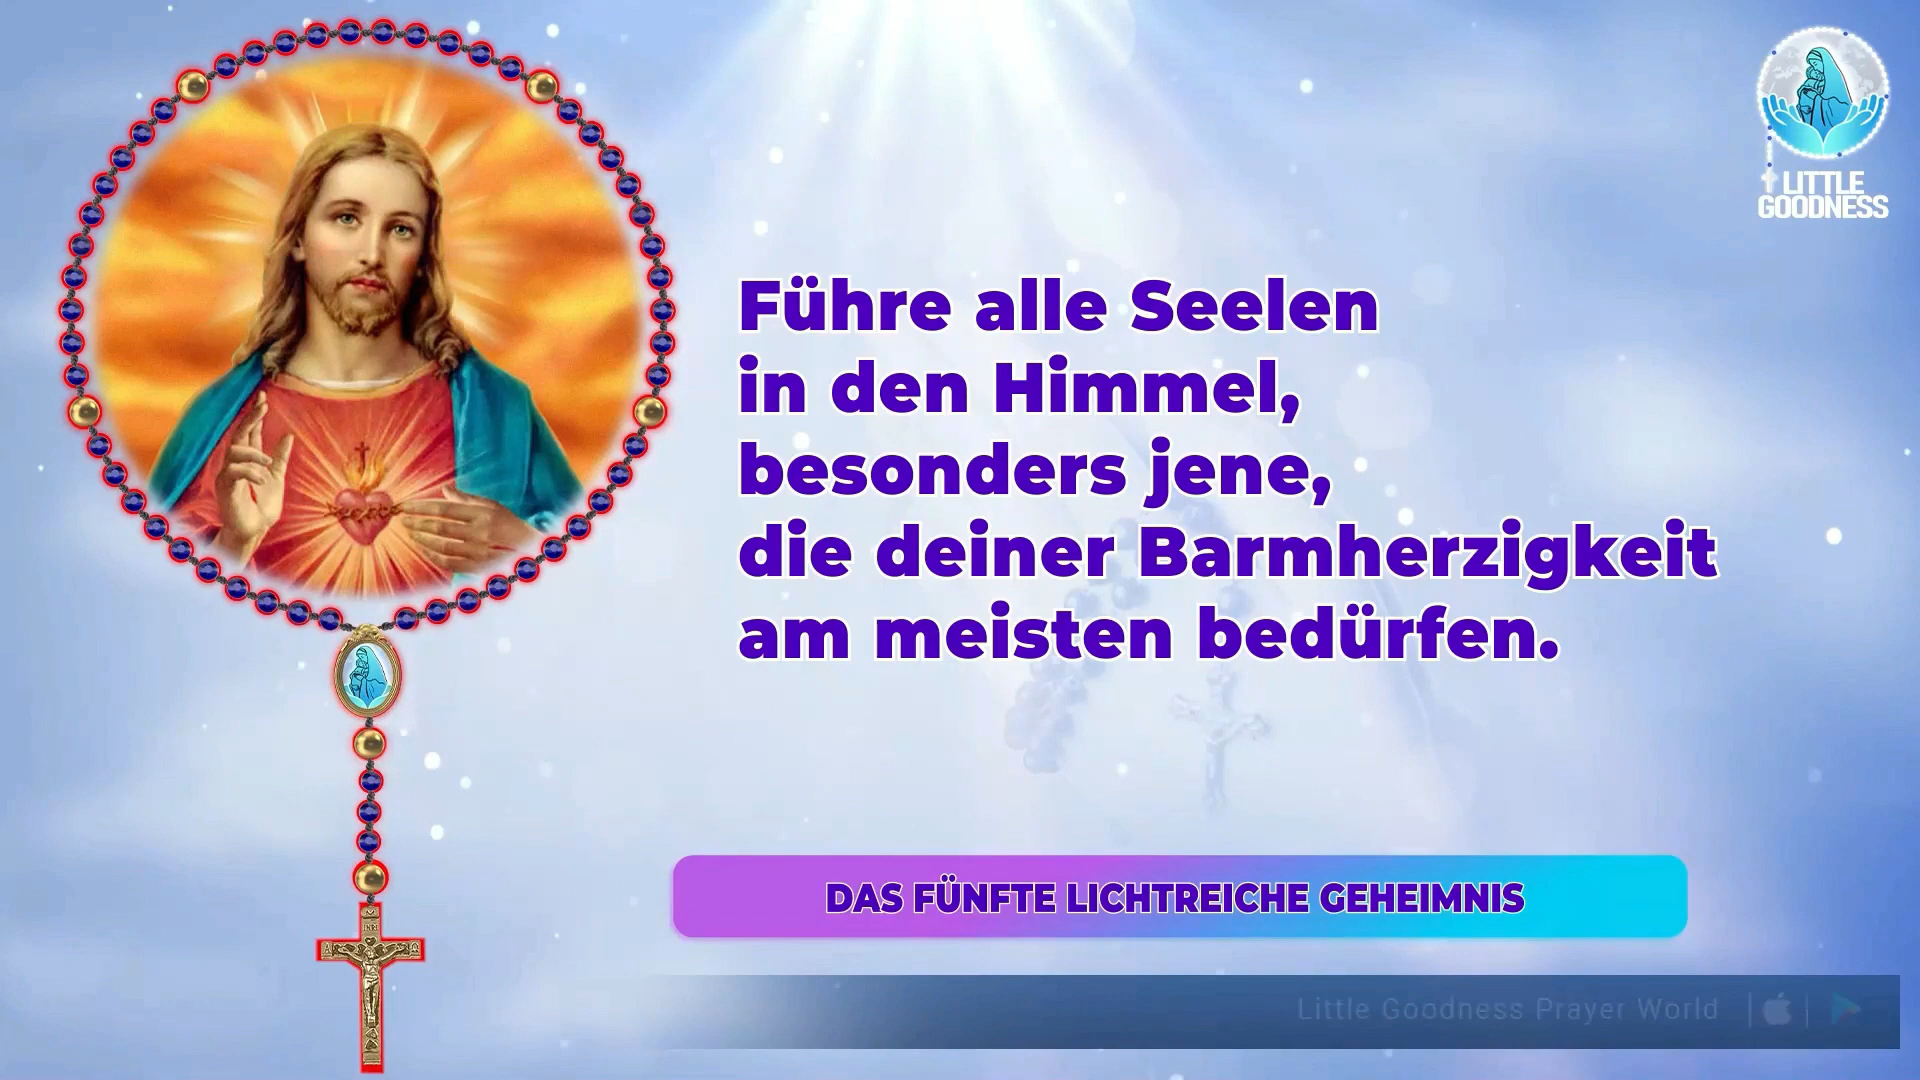 LITTLE
GOODNESS
Führe alle Seelen
in den Himmel,
besonders jene,
die deiner Barmherzigkeit
am meisten bedürfen.
DAS FÜNFTE LICHTREICHE GEHEIMNIS
Little Goodness Prayer World
INRI